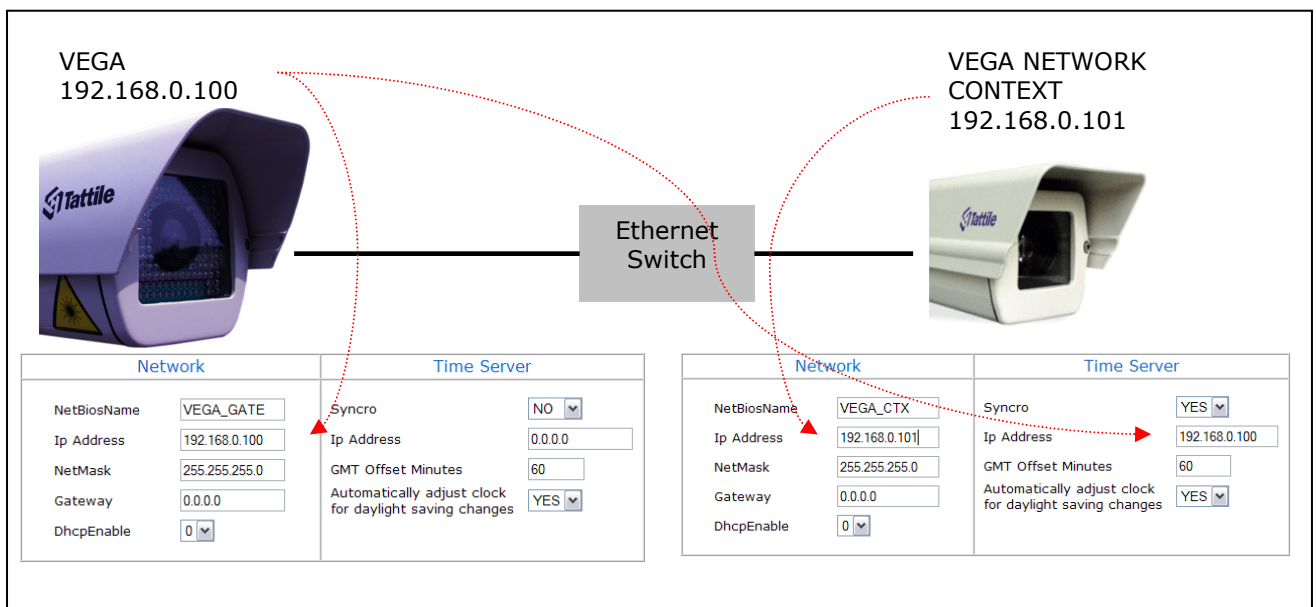 VEGA
192.168.0.100
VEGA NETWORK
CONTEXT
192.168.0.101
Tattile
Tattile
Ethernet
Switch
Network
Time Server
NetBiosName VEGA_GATE
Syncro NO
Ip Address 192.168.0.100
Ip Address 0.0.0.0
NetMask 255.255.255.0
GMT Offset Minutes 60
Gateway 0.0.0.0
Automatically adjust clock
for daylight saving changes YES
DhcpEnable 0
Network
Time Server
NetBiosName VEGA_CTX
Syncro YES
Ip Address 192.168.0.101
Ip Address 192.168.0.100
NetMask 255.255.255.0
GMT Offset Minutes 60
Gateway 0.0.0.0
Automatically adjust clock
for daylight saving changes YES
DhcpEnable 0